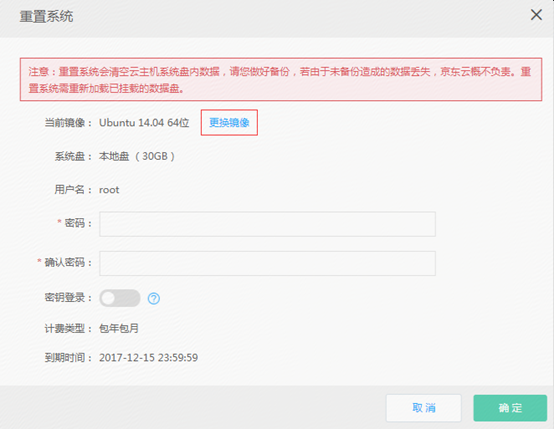 重置系统
注意：重置系统会清空云主机系统盘内数据，请您做好备份，若由于未备份造成的数据丢失，京东云概不负责。重
置系统需重新加载已挂载的数据盘。
当前镜像： Ubuntu 14.04 64位 更换镜像
系统盘： 本地盘（ 30GB ）
用户名： root
* 密码：
* 确认密码：
密钥登录： ?
计费类型： 包年包月
到期时间： 2017-12-15 23:59:59
取 消 确 定